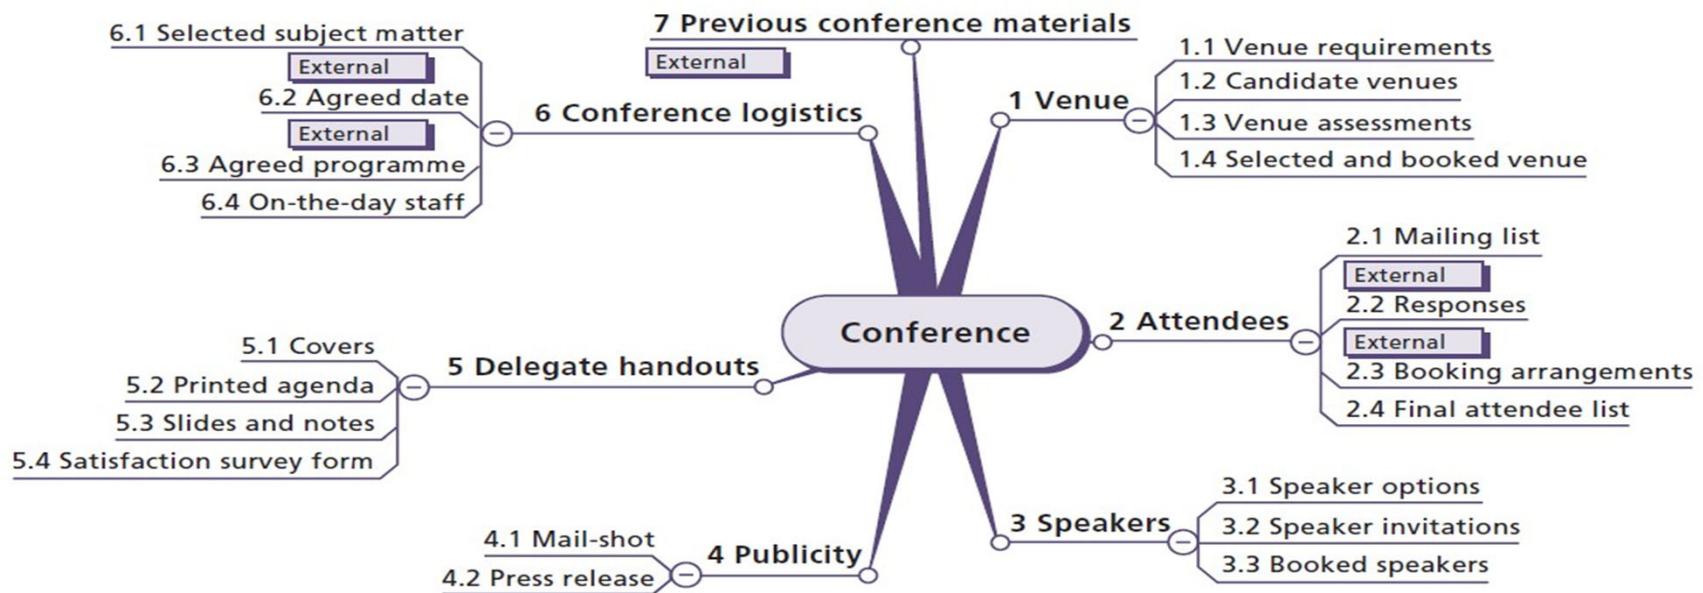 7 Previous conference materials
External
6.1 Selected subject matter
External
6.2 Agreed date
External
6.3 Agreed programme
6.4 On-the-day staff
6 Conference logistics
1 Venue
1.1 Venue requirements
1.2 Candidate venues
1.3 Venue assessments
1.4 Selected and booked venue
Conference
2 Attendees
2.1 Mailing list
External
2.2 Responses
External
2.3 Booking arrangements
2.4 Final attendee list
5 Delegate handouts
5.1 Covers
5.2 Printed agenda
5.3 Slides and notes
5.4 Satisfaction survey form
4 Publicity
4.1 Mail-shot
4.2 Press release
3 Speakers
3.1 Speaker options
3.2 Speaker invitations
3.3 Booked speakers